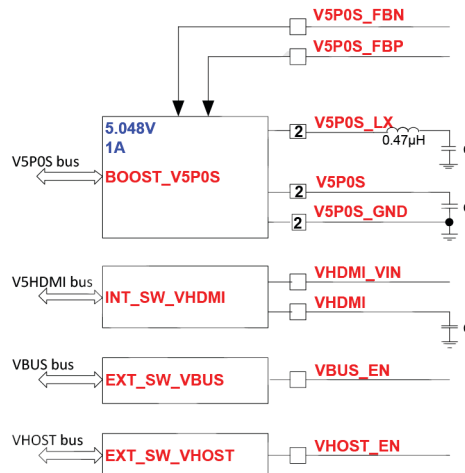 V5P0S_FBN
V5P0S_FBP
5.048V
1A
V5P0S bus
BOOST_V5P0S
2
V5P0S_LX
0.47µH
2
V5P0S
2
V5P0S_GND
V5HDMI bus
INT_SW_VHDMI
VHDMI_VIN
VHDMI
VBUS bus
EXT_SW_VBUS
VBUS_EN
VHOST bus
EXT_SW_VHOST
VHOST_EN